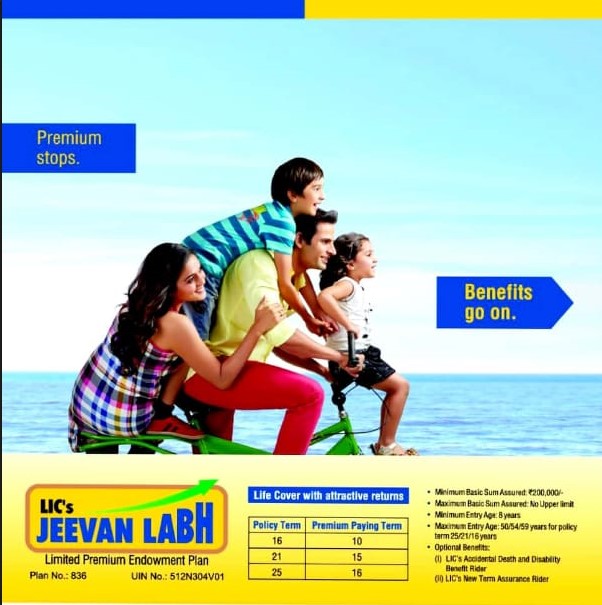 Premium
stops.
Benefits
go on.
LIC's
JEEVAN LABH
Limited Premium Endowment Plan
Plan No.: 836 UIN No.: 512N304V01
Life Cover with attractive returns
Policy Term Premium Paying Term
16 10
21 15
25 16
• Minimum Basic Sum Assured: ₹200,000/-
• Maximum Basic Sum Assured: No Upper limit
• Minimum Entry Age: 8 years
• Maximum Entry Age: 50/54/59 years for policy
term 25/21/16 years
• Optional Benefits:
(i) LIC's Accidental Death and Disability
Benefit Rider
(ii) LIC's New Term Assurance Rider